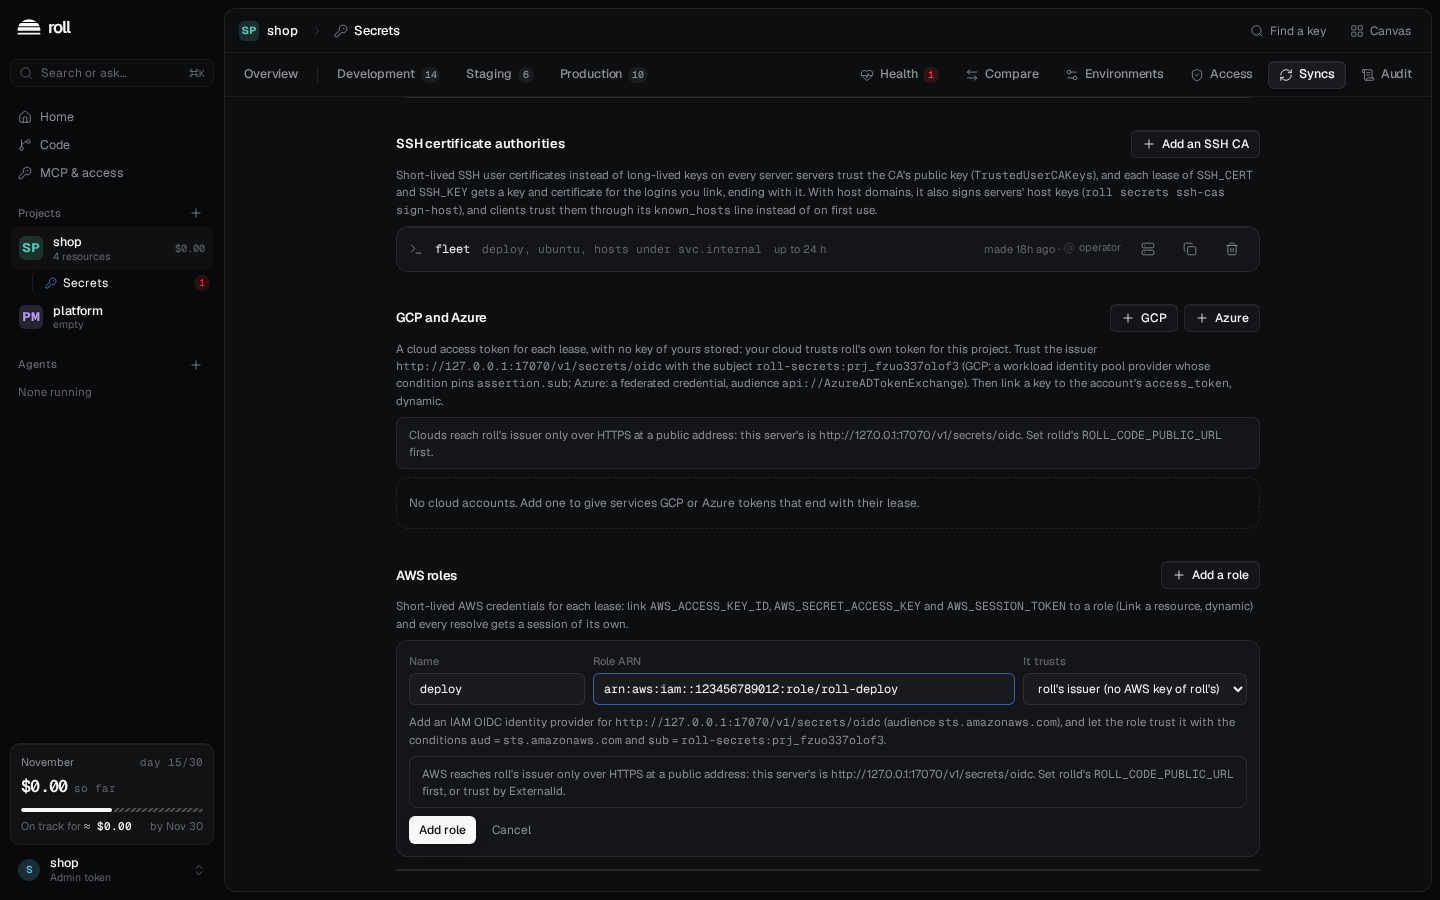 roll
Search or ask...
⌘K
Home
Code
MCP & access
Projects
SP
shop
4 resources
$0.00
Secrets
1
PM
platform
empty
Agents
None running
November
day 15/30
$0.00 so far
On track for ≈ $0.00
by Nov 30
S
shop
Admin token
SP shop
Secrets
Find a key
Canvas
Overview
Development 14
Staging 6
Production 10
Health 1
Compare
Environments
Access
Syncs
Audit
SSH certificate authorities
Add an SSH CA
Short-lived SSH user certificates instead of long-lived keys on every server: servers trust the CA's public key (TrustedUserCAKeys), and each lease of SSH_CERT
and SSH_KEY gets a key and certificate for the logins you link, ending with it. With host domains, it also signs servers' host keys (roll secrets ssh-cas
sign-host), and clients trust them through its known_hosts line instead of on first use.
fleet deploy, ubuntu, hosts under svc.internal up to 24 h
made 18h ago · operator
GCP and Azure
GCP
Azure
A cloud access token for each lease, with no key of yours stored: your cloud trusts roll's own token for this project. Trust the issuer
http://127.0.0.1:17070/v1/secrets/oidc with the subject roll-secrets:prj_fzuo337olof3 (GCP: a workload identity pool provider whose
condition pins assertion.sub; Azure: a federated credential, audience api://AzureADTokenExchange). Then link a key to the account's access_token,
dynamic.
Clouds reach roll's issuer only over HTTPS at a public address: this server's is http://127.0.0.1:17070/v1/secrets/oidc. Set rolld's ROLL_CODE_PUBLIC_URL
first.
No cloud accounts. Add one to give services GCP or Azure tokens that end with their lease.
AWS roles
Add a role
Short-lived AWS credentials for each lease: link AWS_ACCESS_KEY_ID, AWS_SECRET_ACCESS_KEY and AWS_SESSION_TOKEN to a role (Link a resource, dynamic)
and every resolve gets a session of its own.
Name
Role ARN
It trusts
deploy
arn:aws:iam::123456789012:role/roll-deploy
roll's issuer (no AWS key of roll's)
Add an IAM OIDC identity provider for http://127.0.0.1:17070/v1/secrets/oidc (audience sts.amazonaws.com), and let the role trust it with the
conditions aud = sts.amazonaws.com and sub = roll-secrets:prj_fzuo337olof3.
AWS reaches roll's issuer only over HTTPS at a public address: this server's is http://127.0.0.1:17070/v1/secrets/oidc. Set rolld's ROLL_CODE_PUBLIC_URL
first, or trust by ExternalId.
Add role
Cancel